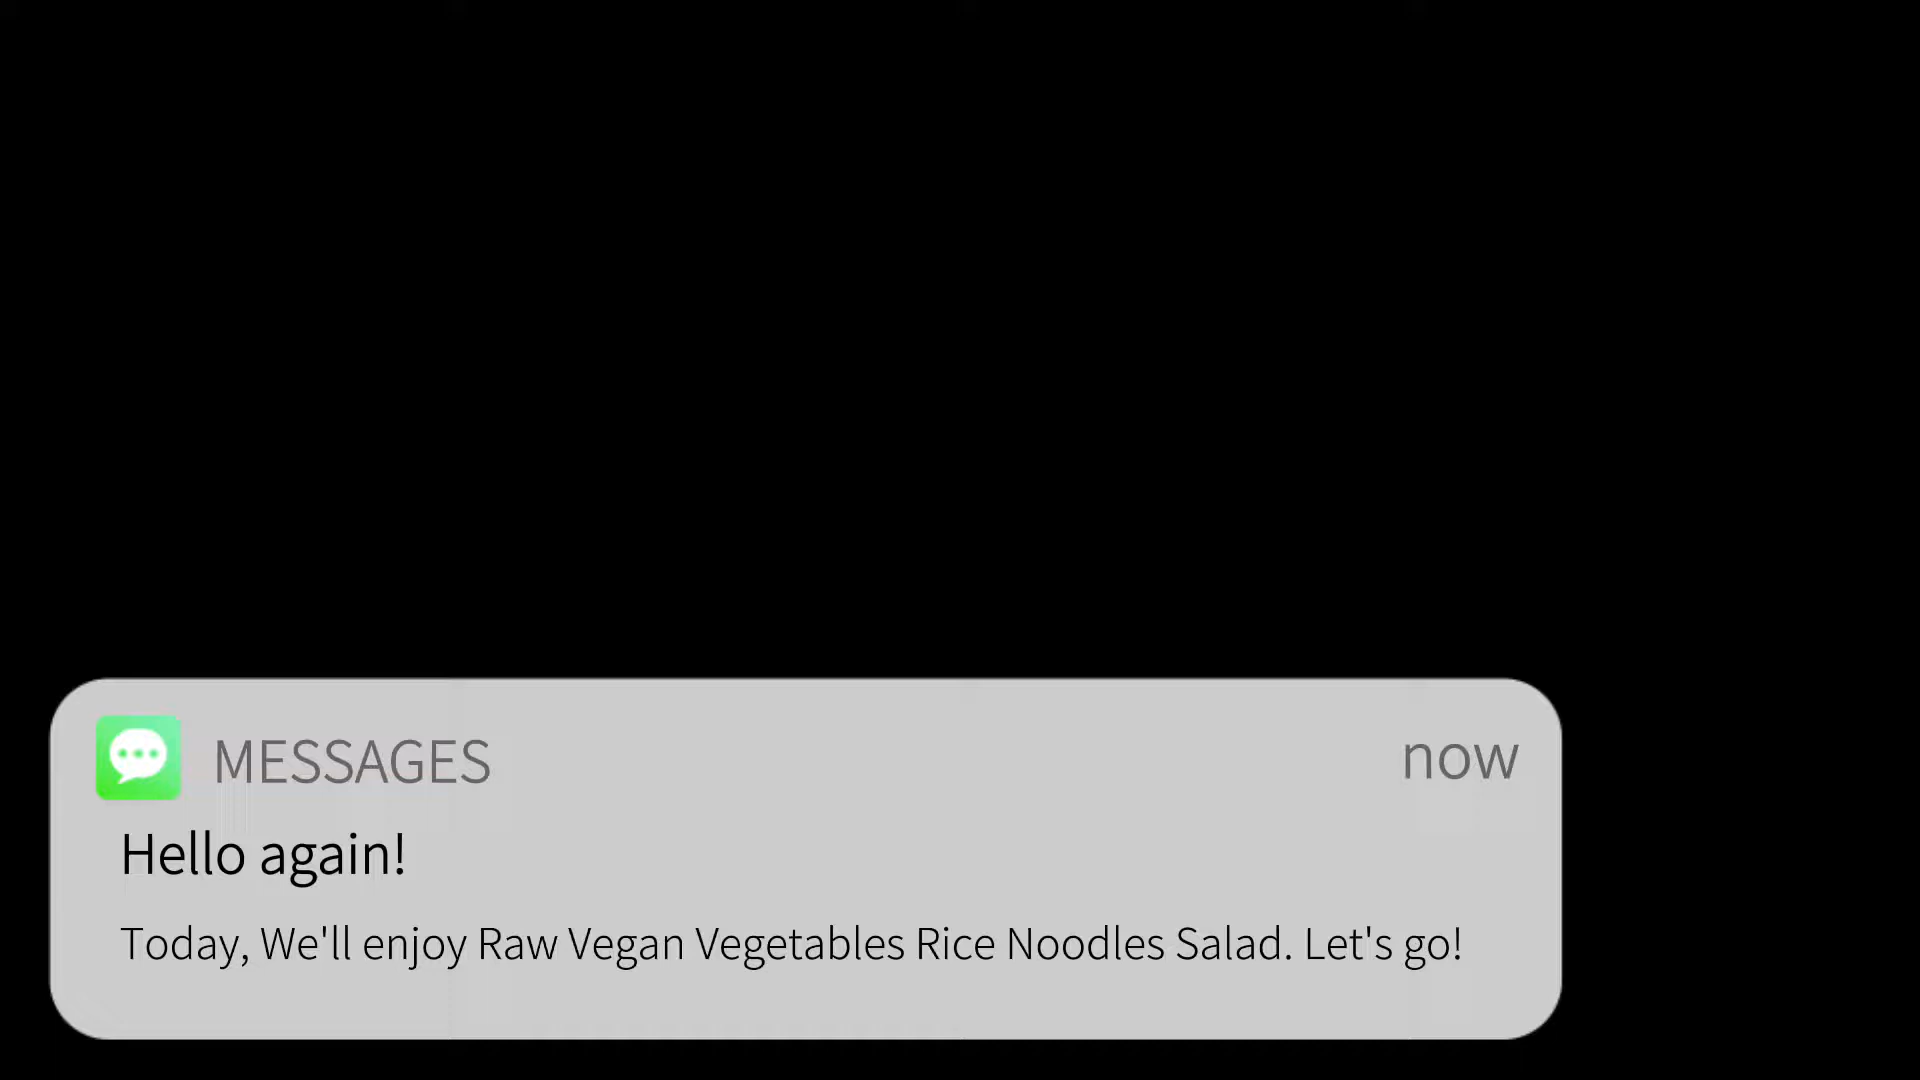 MESSAGES now
Hello again!
Today, We'll enjoy Raw Vegan Vegetables Rice Noodles Salad. Let's go!